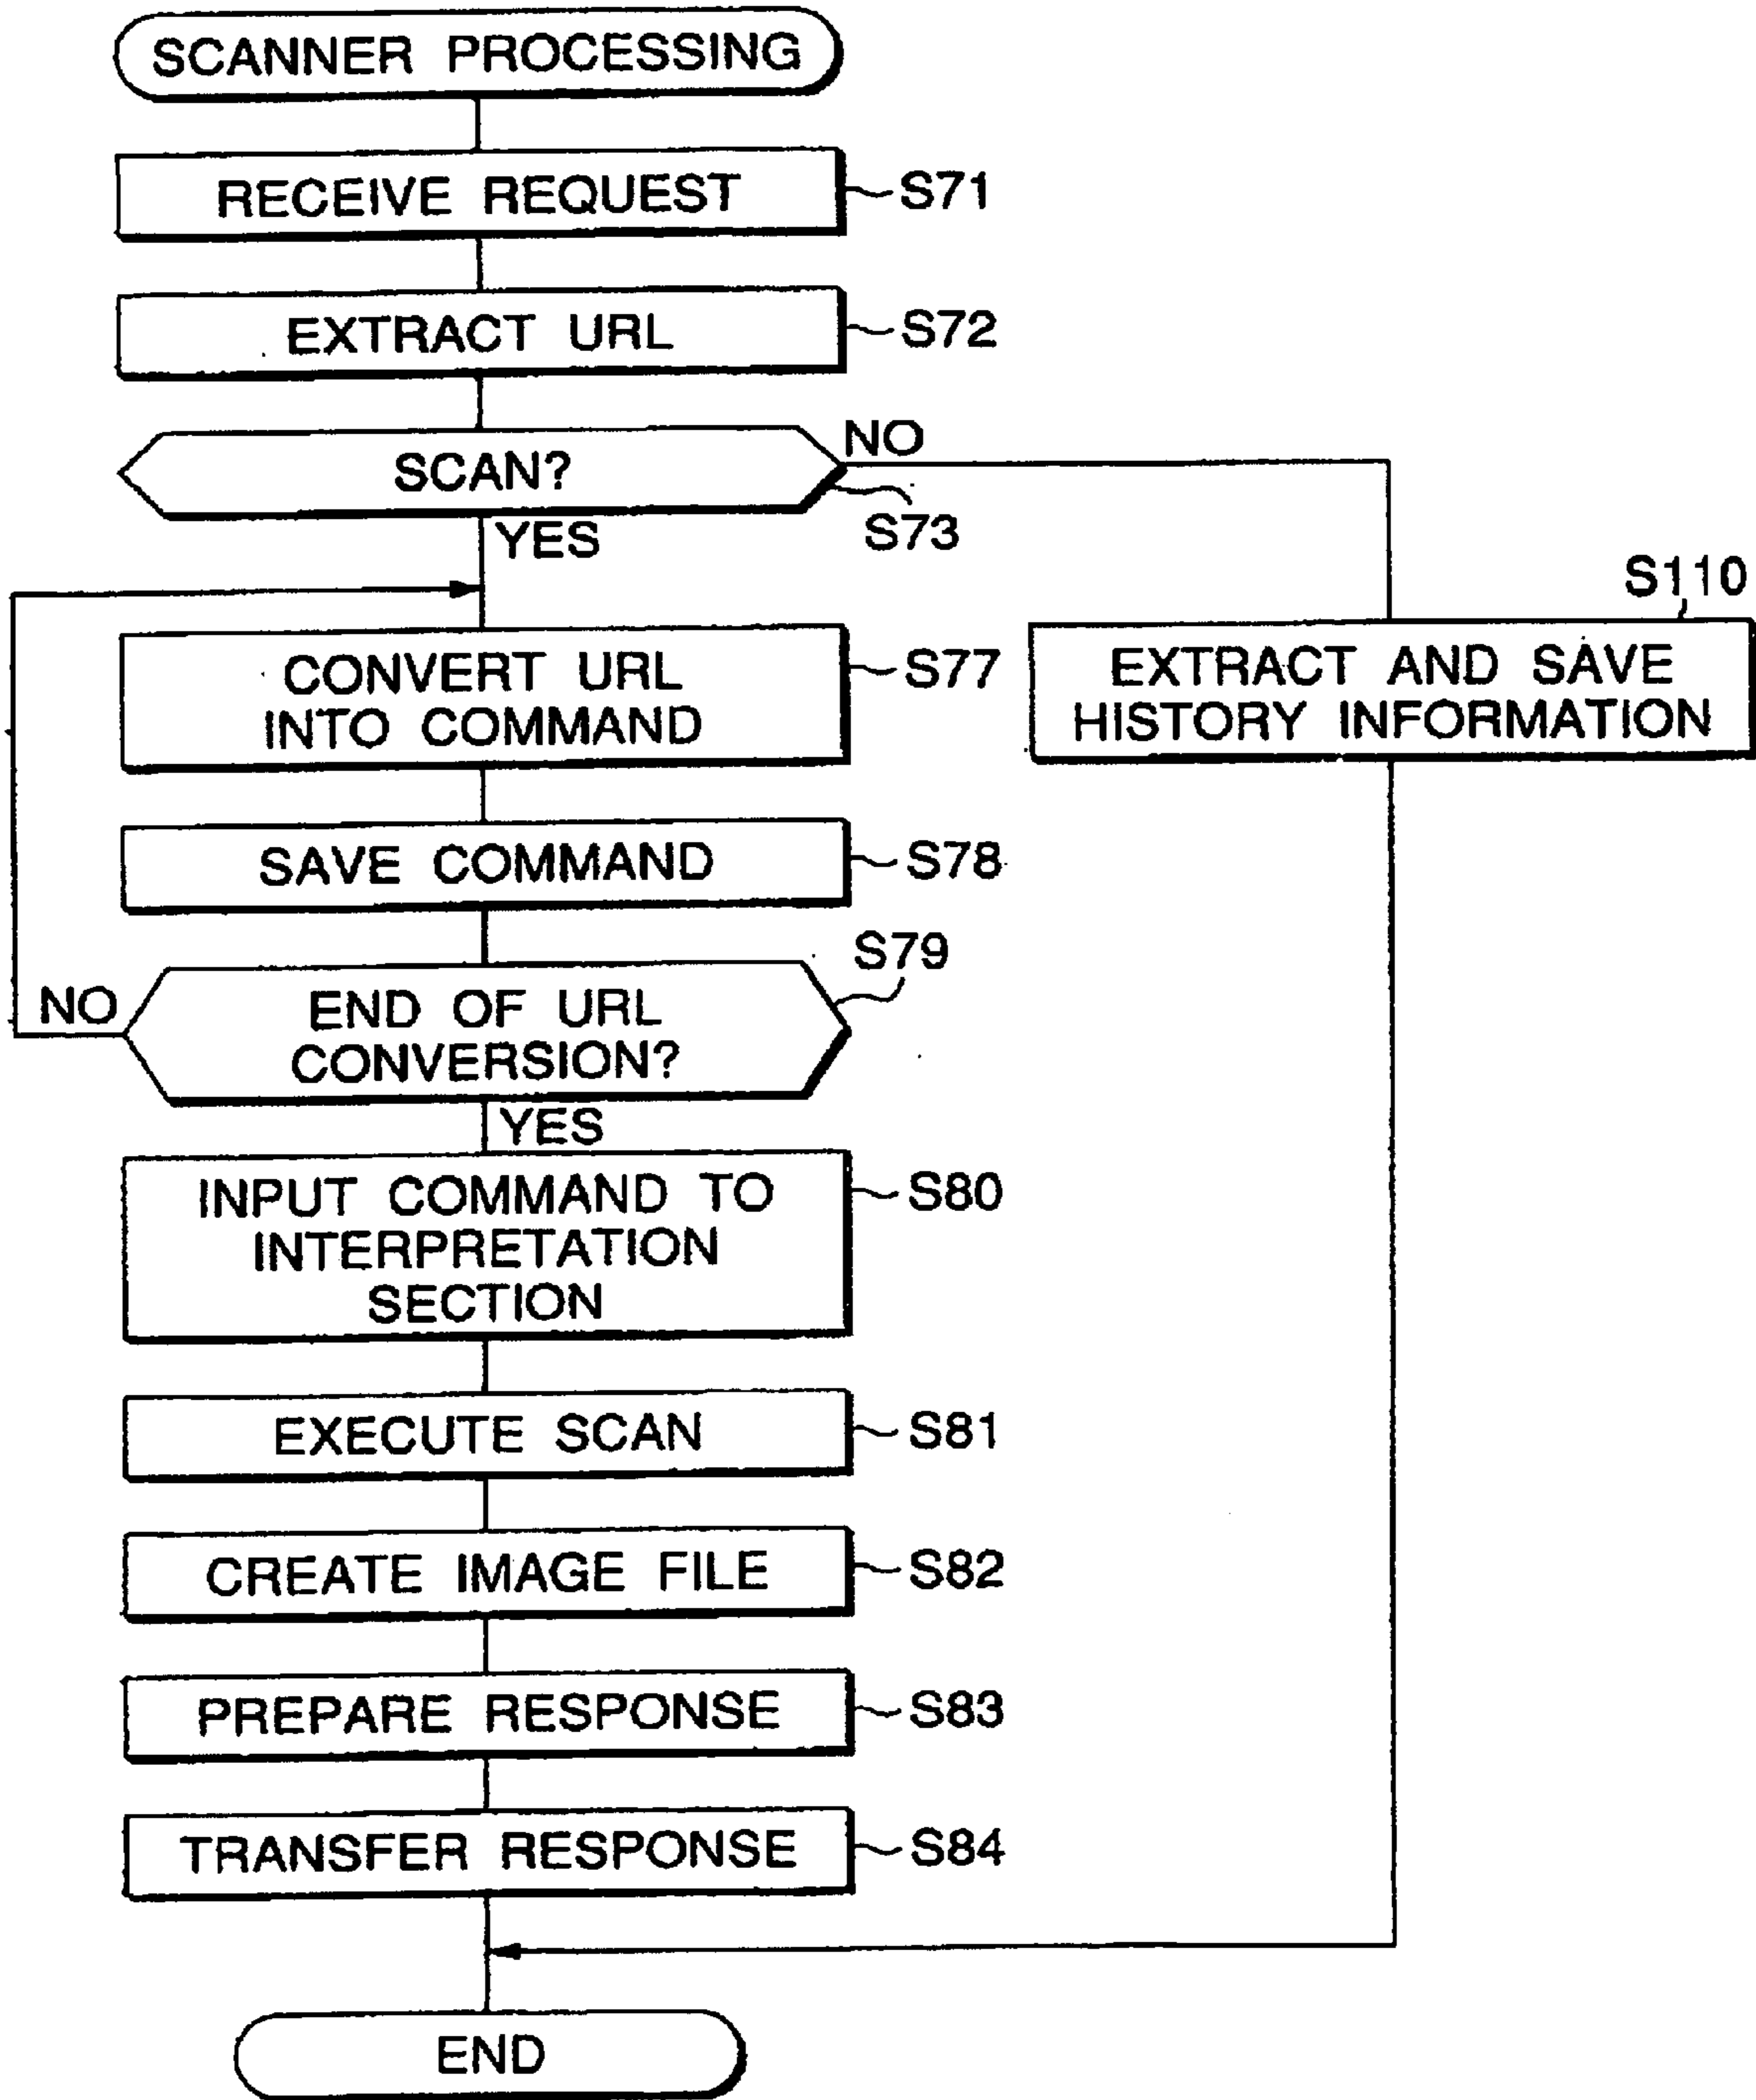 SCANNER PROCESSING
RECEIVE REQUEST
S71
EXTRACT URL
S72
SCAN?
NO
S73
YES
S110
CONVERT URL
INTO COMMAND
S77
EXTRACT AND SAVE
HISTORY INFORMATION
SAVE COMMAND
S78
S79
NO
END OF URL
CONVERSION?
YES
INPUT COMMAND TO
INTERPRETATION
SECTION
S80
EXECUTE SCAN
S81
CREATE IMAGE FILE
S82
PREPARE RESPONSE
S83
TRANSFER RESPONSE
S84
END